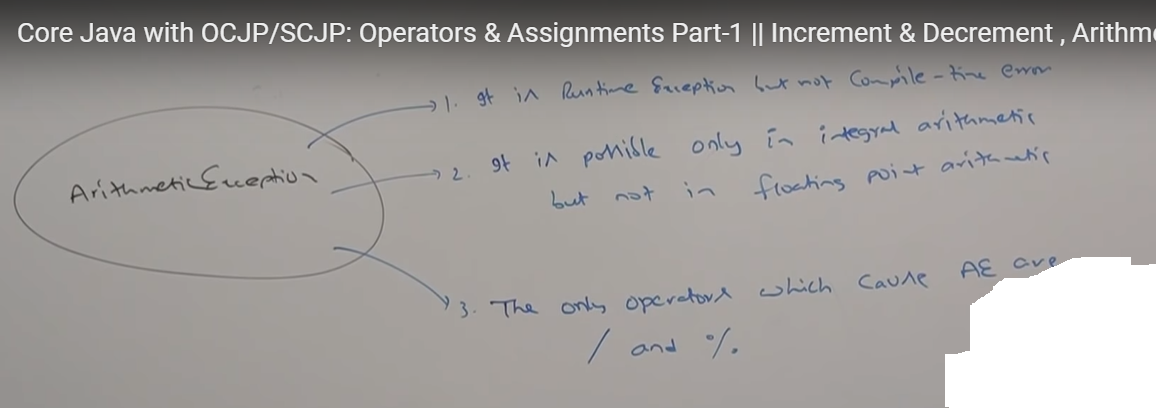 Core Java with OCJP/SCJP: Operators & Assignments Part-1 || Increment & Decrement , Arithme
1. It is Runtime Exception but not Compile-time error
ArithmeticException
2. It is possible only in integral arithmetic
but not in floating point arithmetic
3. The only operators which cause AE are
/ and %.